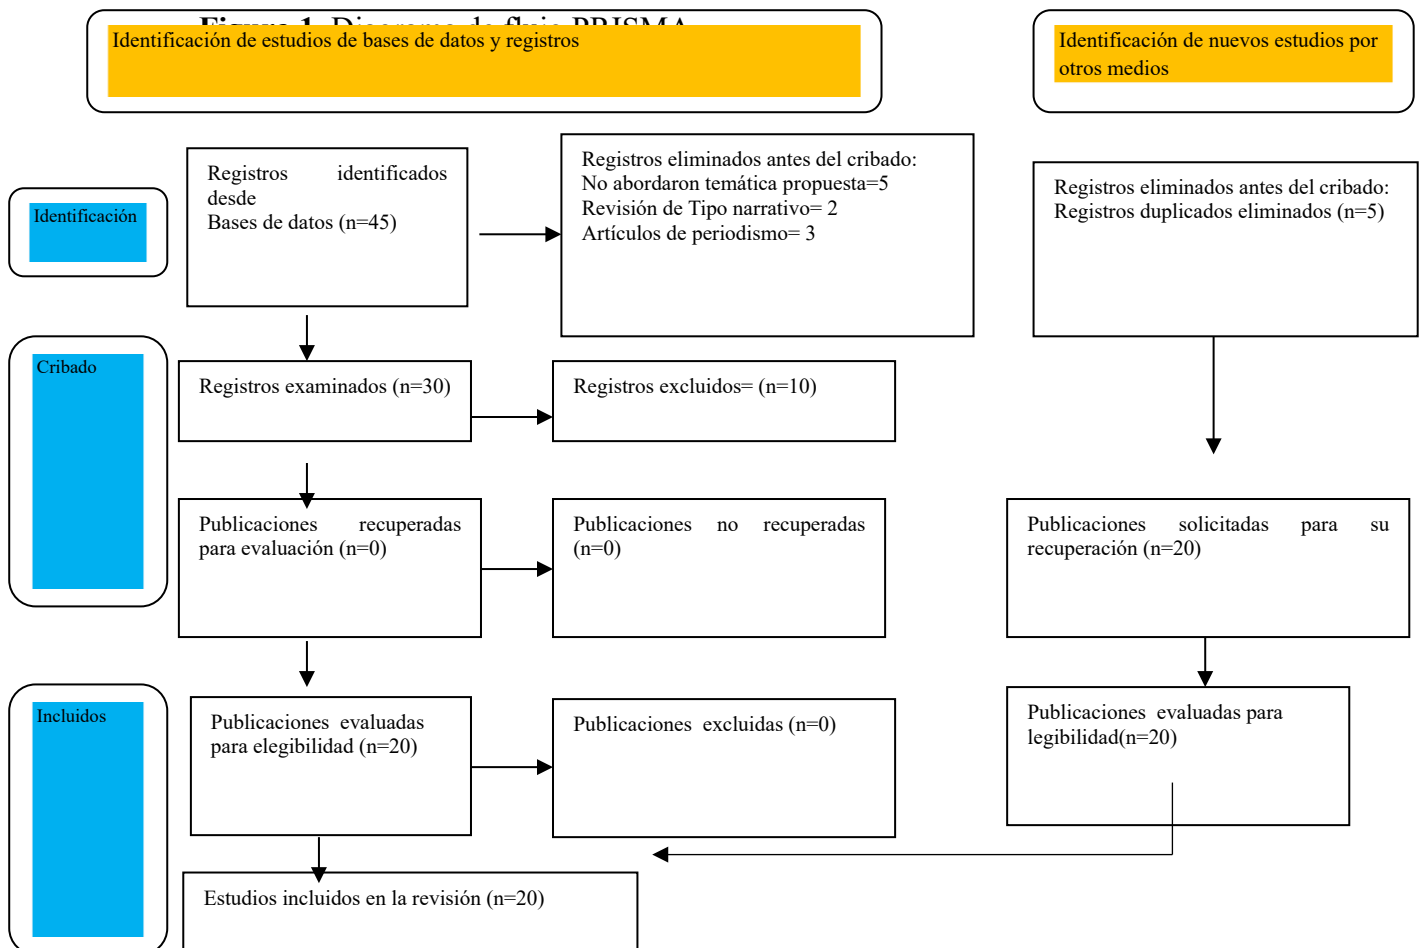 Identificación de estudios de bases de datos y registros
Identificación de nuevos estudios por
otros medios
Registros identificados
desde
Bases de datos (n=45)
Registros eliminados antes del cribado:
No abordaron temática propuesta=5
Revisión de Tipo narrativo= 2
Artículos de periodismo= 3
Registros eliminados antes del cribado:
Registros duplicados eliminados (n=5)
Identificación
Cribado
Registros examinados (n=30)
Registros excluidos= (n=10)
Publicaciones recuperadas
para evaluación (n=0)
Publicaciones no recuperadas
(n=0)
Publicaciones solicitadas para su
recuperación (n=20)
Incluidos
Publicaciones evaluadas
para elegibilidad (n=20)
Publicaciones excluidas (n=0)
Publicaciones evaluadas para
legibilidad(n=20)
Estudios incluidos en la revisión (n=20)